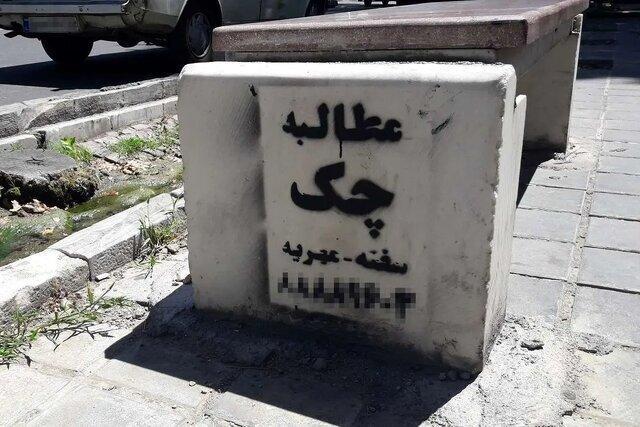 مطالبه
چک
سفته - مهریه